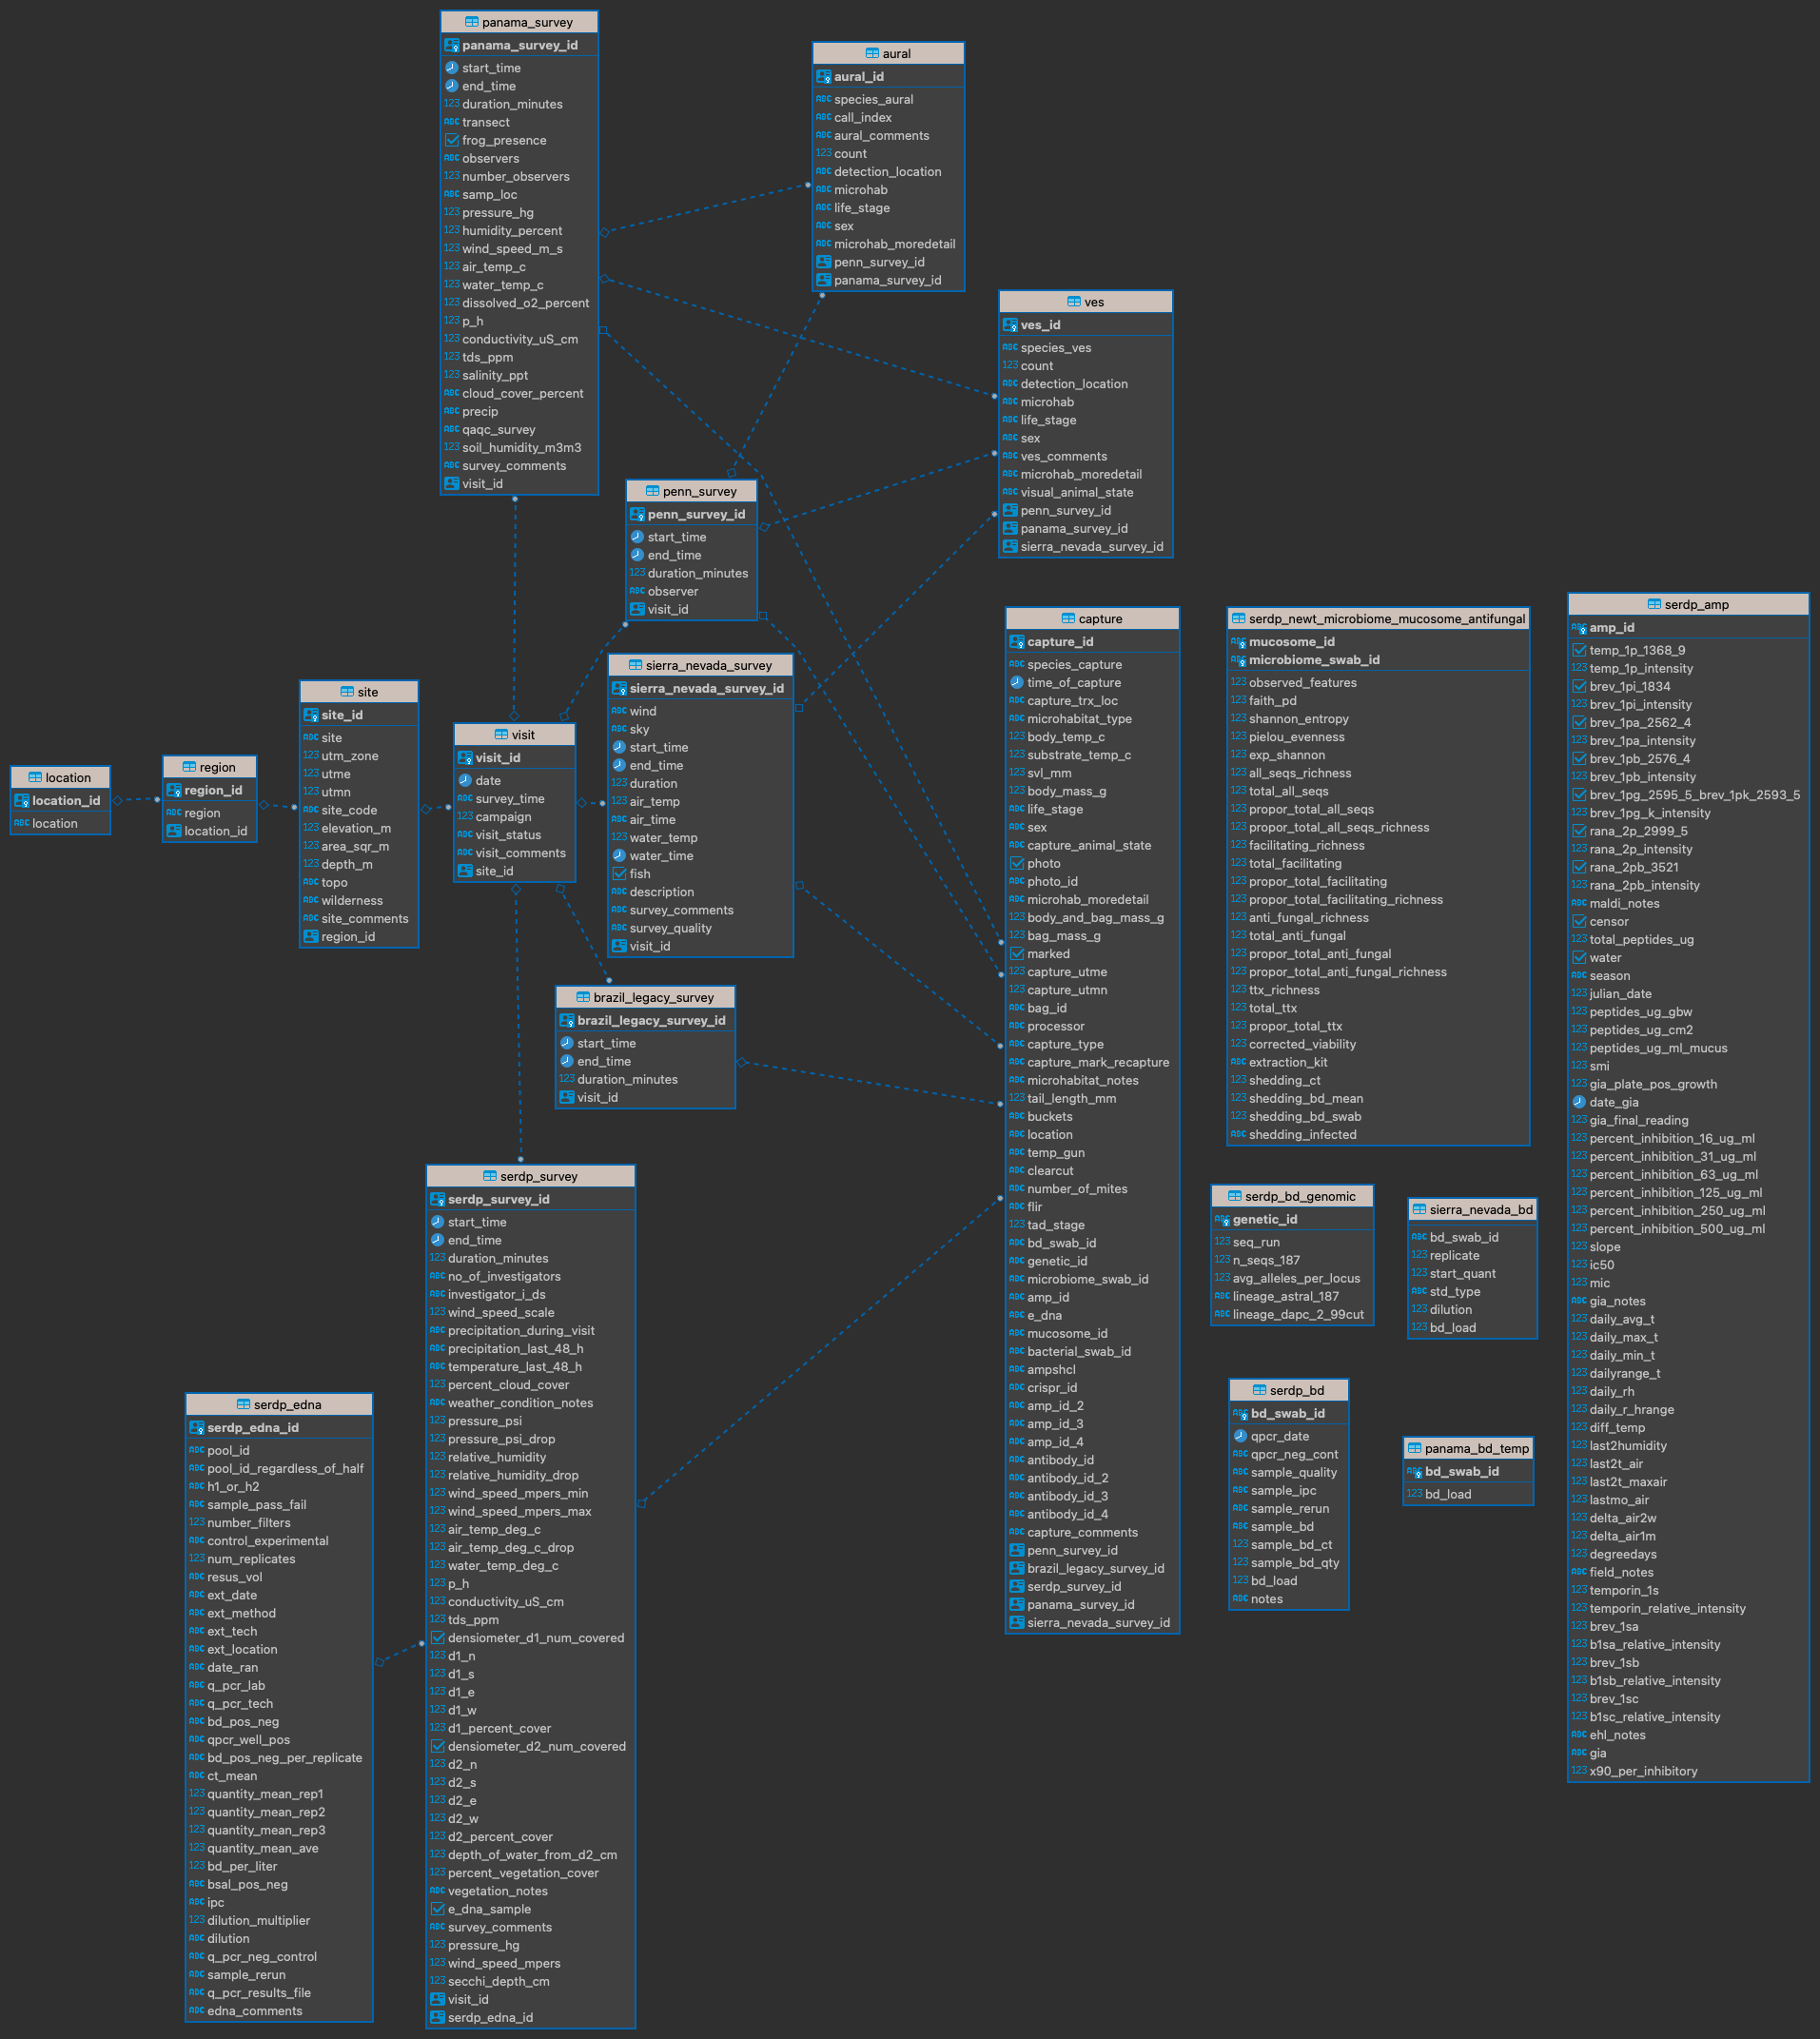 panama_survey
panama_survey_id
start_time
end_time
duration_minutes
transect
frog_presence
observers
number_observers
samp_loc
pressure_hg
humidity_percent
wind_speed_m_s
air_temp_c
water_temp_c
dissolved_o2_percent
p_h
conductivity_uS_cm
tds_ppm
salinity_ppt
cloud_cover_percent
precip
qaqc_survey
soil_humidity_m3m3
survey_comments
visit_id
aural
aural_id
species_aural
call_index
aural_comments
count
detection_location
microhab
life_stage
sex
microhab_moredetail
penn_survey_id
panama_survey_id
ves
ves_id
species_ves
count
detection_location
microhab
life_stage
sex
ves_comments
microhab_moredetail
visual_animal_state
penn_survey_id
panama_survey_id
sierra_nevada_survey_id
penn_survey
penn_survey_id
start_time
end_time
duration_minutes
observer
visit_id
sierra_nevada_survey
sierra_nevada_survey_id
wind
sky
start_time
end_time
duration
air_temp
air_time
water_temp
water_time
fish
description
survey_comments
survey_quality
visit_id
location
location_id
location
region
region_id
region
location_id
site
site_id
site
utm_zone
utme
utmn
site_code
elevation_m
area_sqr_m
depth_m
topo
wilderness
site_comments
region_id
visit
visit_id
date
survey_time
campaign
visit_status
visit_comments
site_id
brazil_legacy_survey
brazil_legacy_survey_id
start_time
end_time
duration_minutes
visit_id
serdp_survey
serdp_survey_id
start_time
end_time
duration_minutes
no_of_investigators
investigator_i_ds
wind_speed_scale
precipitation_during_visit
precipitation_last_48_h
temperature_last_48_h
percent_cloud_cover
weather_condition_notes
pressure_psi
pressure_psi_drop
relative_humidity
relative_humidity_drop
wind_speed_mpers_min
wind_speed_mpers_max
air_temp_deg_c
air_temp_deg_c_drop
water_temp_deg_c
p_h
conductivity_uS_cm
tds_ppm
densiometer_d1_num_covered
d1_n
d1_s
d1_e
d1_w
d1_percent_cover
densiometer_d2_num_covered
d2_n
d2_s
d2_e
d2_w
d2_percent_cover
depth_of_water_from_d2_cm
percent_vegetation_cover
vegetation_notes
e_dna_sample
survey_comments
pressure_hg
wind_speed_mpers
secchi_depth_cm
visit_id
serdp_edna_id
serdp_edna
serdp_edna_id
pool_id
pool_id_regardless_of_half
h1_or_h2
sample_pass_fail
number_filters
control_experimental
num_replicates
resus_vol
ext_date
ext_method
ext_tech
ext_location
date_ran
q_pcr_lab
q_pcr_tech
bd_pos_neg
qpcr_well_pos
bd_pos_neg_per_replicate
ct_mean
quantity_mean_rep1
quantity_mean_rep2
quantity_mean_rep3
quantity_mean_ave
bd_per_liter
bsal_pos_neg
ipc
dilution_multiplier
dilution
q_pcr_neg_control
sample_rerun
q_pcr_results_file
edna_comments
capture
capture_id
species_capture
time_of_capture
capture_trx_loc
microhabitat_type
body_temp_c
substrate_temp_c
svl_mm
body_mass_g
life_stage
sex
capture_animal_state
photo
photo_id
microhab_moredetail
body_and_bag_mass_g
bag_mass_g
marked
capture_utme
capture_utmn
bag_id
processor
capture_type
capture_mark_recapture
microhabitat_notes
tail_length_mm
buckets
location
temp_gun
clearcut
number_of_mites
flir
tad_stage
bd_swab_id
genetic_id
microbiome_swab_id
amp_id
e_dna
mucosome_id
bacterial_swab_id
ampshcl
crispr_id
amp_id_2
amp_id_3
amp_id_4
antibody_id
antibody_id_2
antibody_id_3
antibody_id_4
capture_comments
penn_survey_id
brazil_legacy_survey_id
serdp_survey_id
panama_survey_id
sierra_nevada_survey_id
serdp_newt_microbiome_mucosome_antifungal
mucosome_id
microbiome_swab_id
observed_features
faith_pd
shannon_entropy
pielou_evenness
exp_shannon
all_seqs_richness
total_all_seqs
propor_total_all_seqs
propor_total_all_seqs_richness
facilitating_richness
total_facilitating
propor_total_facilitating
propor_total_facilitating_richness
anti_fungal_richness
total_anti_fungal
propor_total_anti_fungal
propor_total_anti_fungal_richness
ttx_richness
total_ttx
propor_total_ttx
corrected_viability
extraction_kit
shedding_ct
shedding_bd_mean
shedding_bd_swab
shedding_infected
serdp_bd_genomic
genetic_id
seq_run
n_seqs_187
avg_alleles_per_locus
lineage_astral_187
lineage_dapc_2_99cut
sierra_nevada_bd
bd_swab_id
replicate
start_quant
std_type
dilution
bd_load
serdp_bd
bd_swab_id
qpcr_date
qpcr_neg_cont
sample_quality
sample_ipc
sample_rerun
sample_bd
sample_bd_ct
sample_bd_qty
bd_load
notes
panama_bd_temp
bd_swab_id
bd_load
serdp_amp
amp_id
temp_1p_1368_9
temp_1p_intensity
brev_1pi_1834
brev_1pi_intensity
brev_1pa_2562_4
brev_1pa_intensity
brev_1pb_2576_4
brev_1pb_intensity
brev_1pg_2595_5_brev_1pk_2593_5
brev_1pg_k_intensity
rana_2p_2999_5
rana_2p_intensity
rana_2pb_3521
rana_2pb_intensity
maldi_notes
censor
total_peptides_ug
water
season
julian_date
peptides_ug_gbw
peptides_ug_cm2
peptides_ug_ml_mucus
smi
gia_plate_pos_growth
date_gia
gia_final_reading
percent_inhibition_16_ug_ml
percent_inhibition_31_ug_ml
percent_inhibition_63_ug_ml
percent_inhibition_125_ug_ml
percent_inhibition_250_ug_ml
percent_inhibition_500_ug_ml
slope
ic50
mic
gia_notes
daily_avg_t
daily_max_t
daily_min_t
dailyrange_t
daily_rh
daily_r_hrange
diff_temp
last2humidity
last2t_air
last2t_maxair
lastmo_air
delta_air2w
delta_air1m
degreedays
field_notes
temporin_1s
temporin_relative_intensity
brev_1sa
b1sa_relative_intensity
brev_1sb
b1sb_relative_intensity
brev_1sc
b1sc_relative_intensity
ehl_notes
gia
x90_per_inhibitory